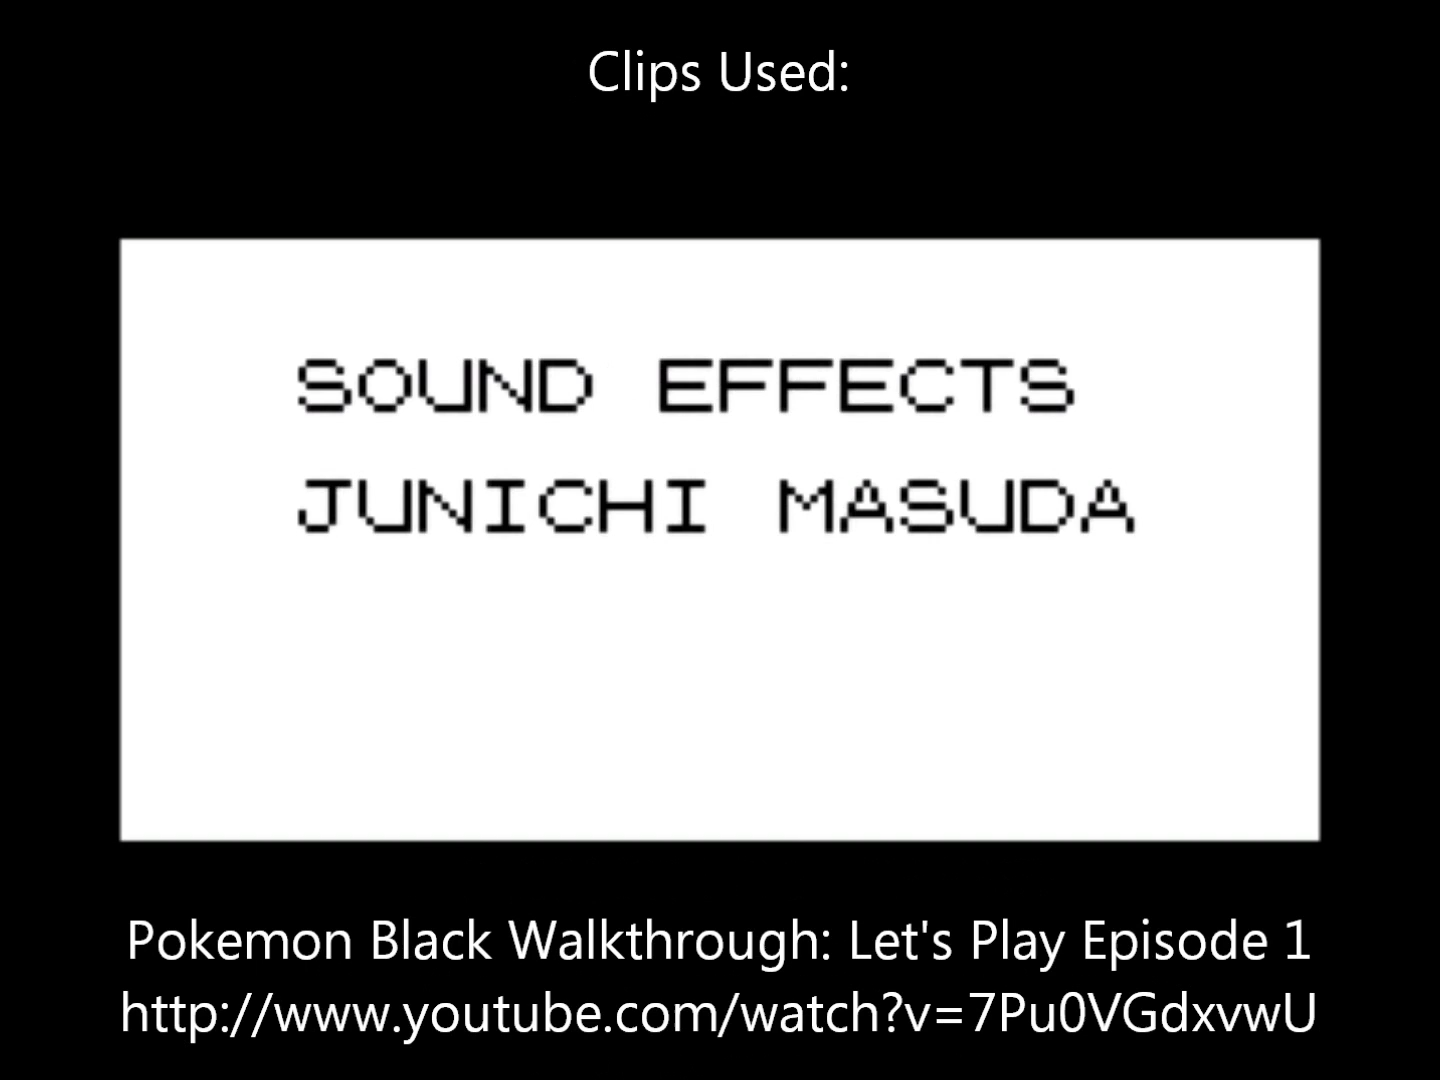 Clips Used:
SOUND EFFECTS
JUNICHI MASUDA
Pokemon Black Walkthrough: Let's Play Episode 1
http://www.youtube.com/watch?v=7Pu0VGdxvwU